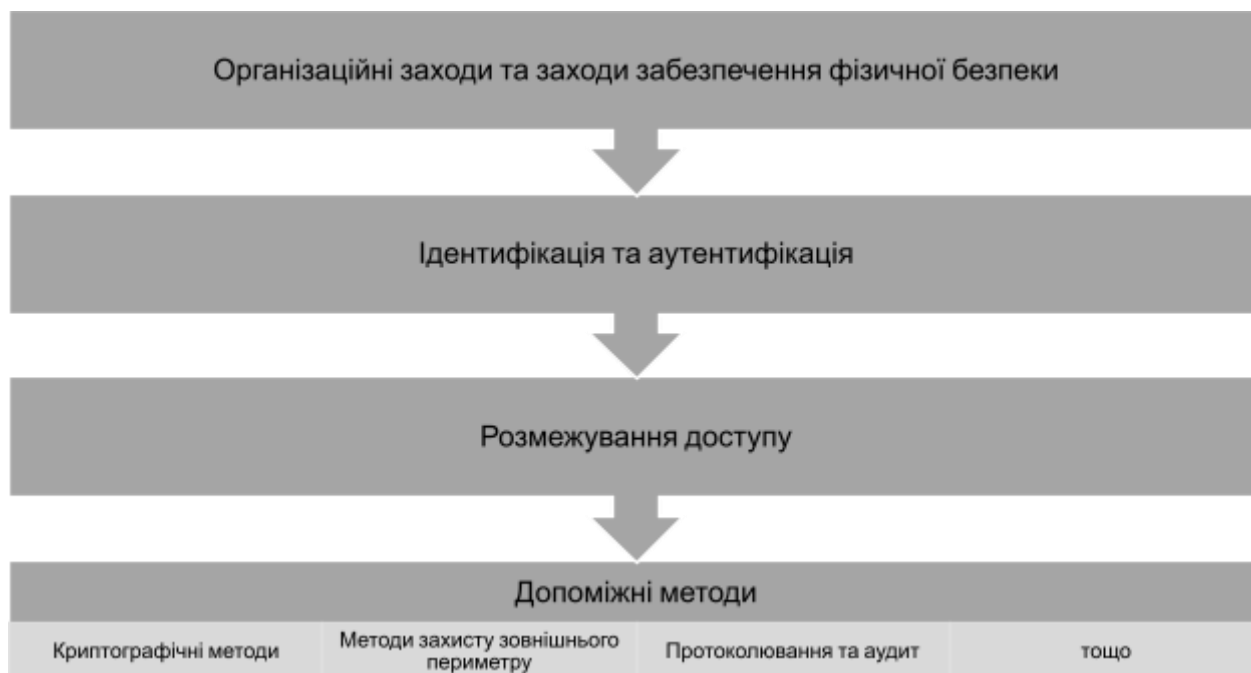 Організаційні заходи та заходи забезпечення фізичної безпеки
Ідентифікація та аутентифікація
Розмежування доступу
Допоміжні методи
Криптографічні методи
Методи захисту зовнішнього
периметру
Протоколювання та аудит
тощо